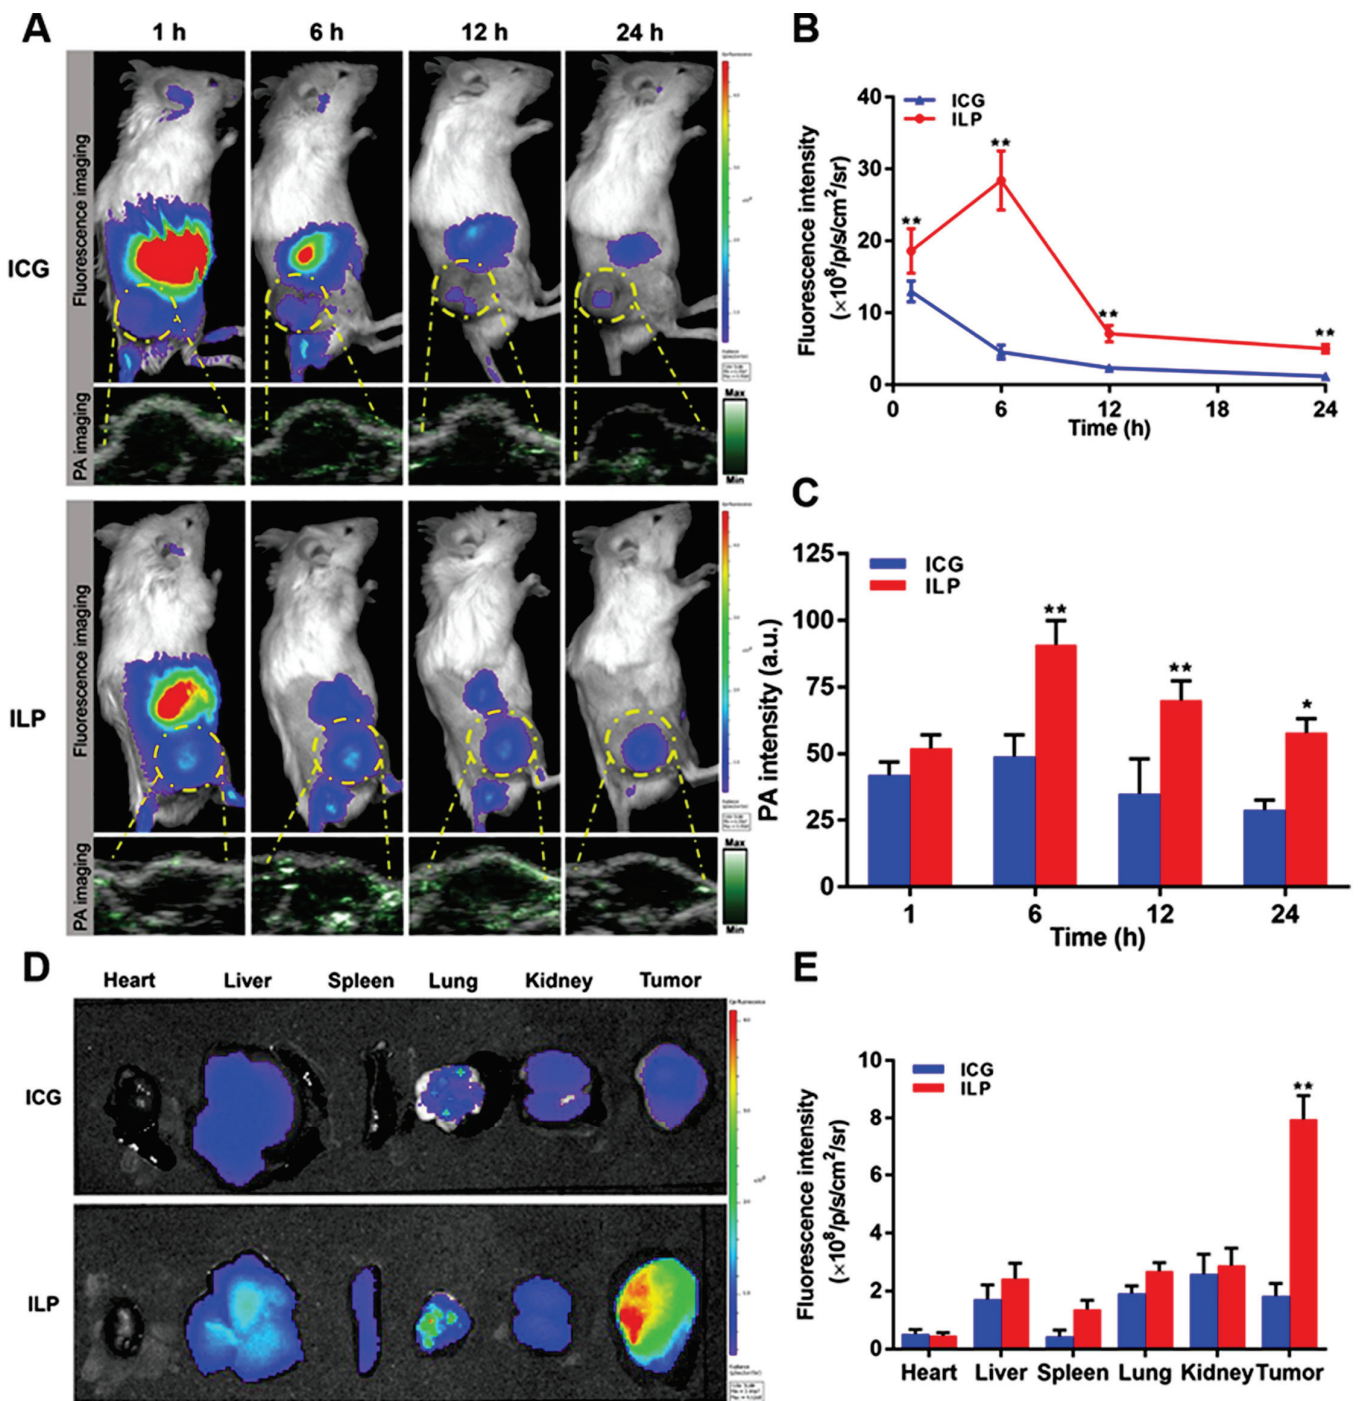 A
1 h
6 h
12 h
24 h
ICG
Fluorescence imaging
PA imaging
Max
Min
ILP
Fluorescence imaging
PA imaging
Max
Min
B
Fluorescence intensity
(×10⁸/p/s/cm²/sr)
40
30
20
10
0
ICG
ILP
**
**
**
**
0
6
12
18
24
Time (h)
C
PA intensity (a.u.)
125
100
75
50
25
0
ICG
ILP
**
**
*
1
6
12
24
Time (h)
D
Heart
Liver
Spleen
Lung
Kidney
Tumor
ICG
ILP
E
Fluorescence intensity
(×10⁸/p/s/cm²/sr)
10
8
6
4
2
0
ICG
ILP
**
Heart
Liver
Spleen
Lung
Kidney
Tumor